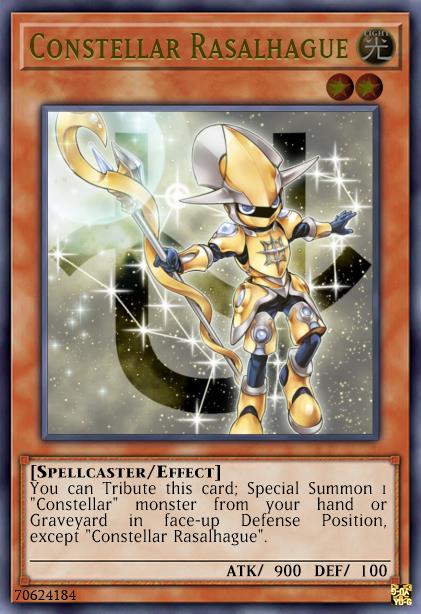 CONSTELLAR RASALHAGUE
LIGHT
光
[SPELLCASTER/EFFECT]
You can Tribute this card; Special Summon 1
"Constellar" monster from your hand or
Graveyard in face-up Defense Position,
except "Constellar Rasalhague".
ATK/ 900 DEF/ 100
70624184